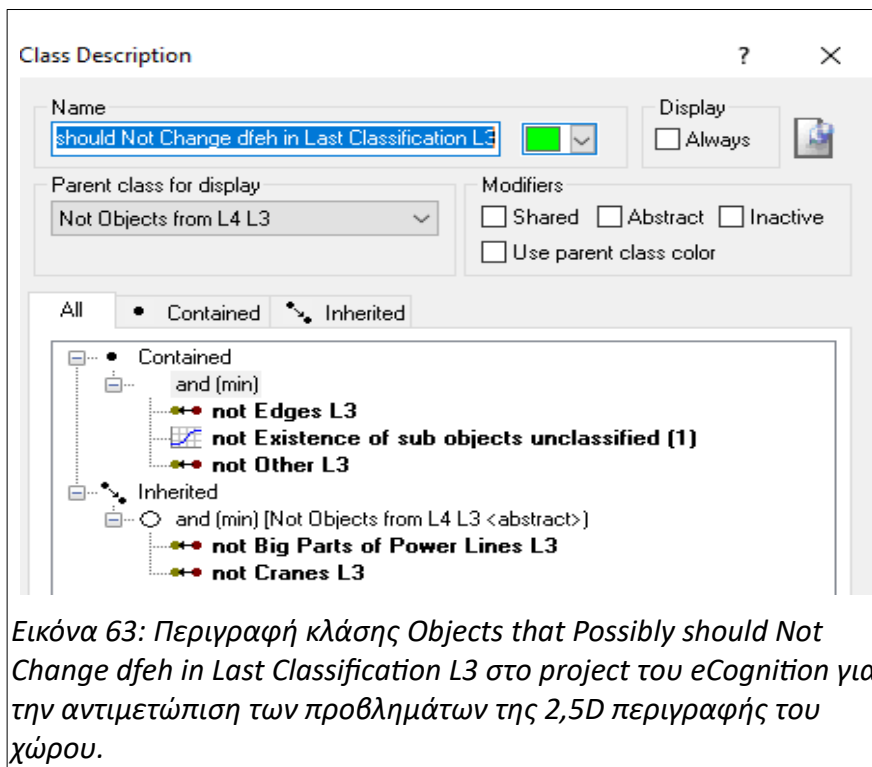 Class Description ?
Name
should Not Change dfeh in Last Classification L3
Display
Always
Parent class for display
Not Objects from L4 L3
Modifiers
Shared Abstract Inactive
Use parent class color
All Contained Inherited
Contained
and (min)
not Edges L3
not Existence of sub objects unclassified (1)
not Other L3
Inherited
and (min) [Not Objects from L4 L3 <abstract>)
not Big Parts of Power Lines L3
not Cranes L3
Εικόνα 63: Περιγραφή κλάσης Objects that Possibly should Not
Change dfeh in Last Classification L3 στο project του eCognition για
την αντιμετώπιση των προβλημάτων της 2,5D περιγραφής του
χώρου.